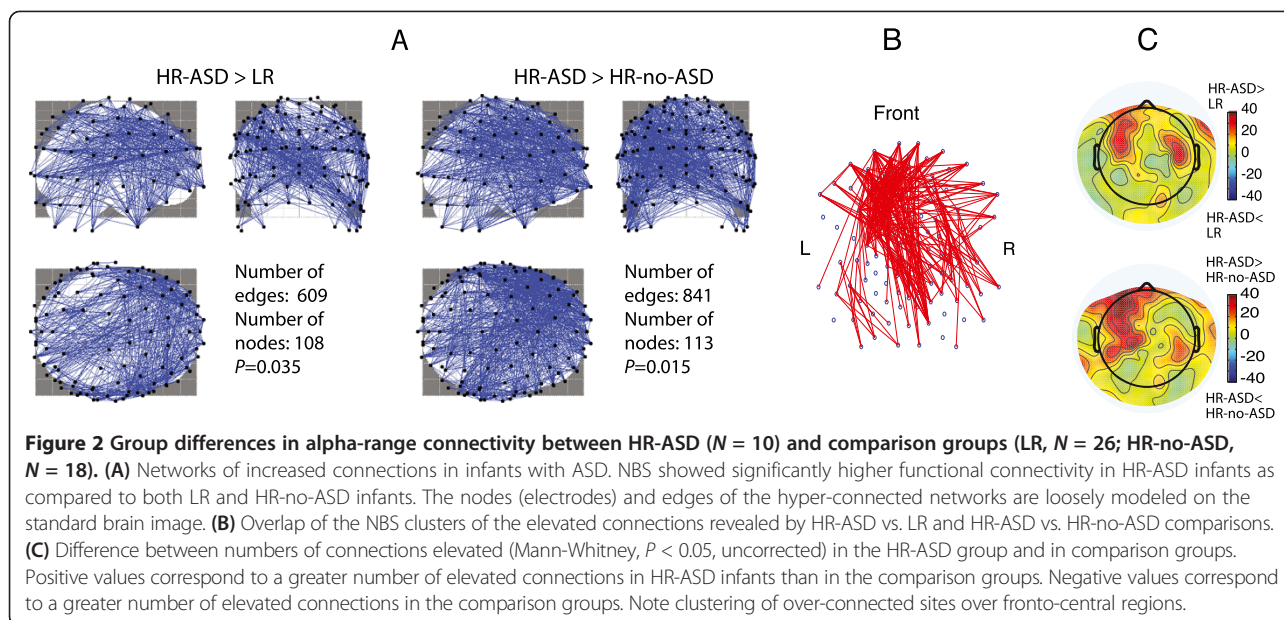 A
HR-ASD > LR
HR-ASD > HR-no-ASD
Number of
edges: 609
Number of
nodes: 108
P=0.035
Number of
edges: 841
Number of
nodes: 113
P=0.015
B
Front
L
R
C
HR-ASD>
LR
40
20
0
-20
-40
HR-ASD<
LR
HR-ASD>
HR-no-ASD
40
20
0
-20
-40
HR-ASD<
HR-no-ASD
Figure 2 Group differences in alpha-range connectivity between HR-ASD (N = 10) and comparison groups (LR, N = 26; HR-no-ASD,
N = 18). (A) Networks of increased connections in infants with ASD. NBS showed significantly higher functional connectivity in HR-ASD infants as
compared to both LR and HR-no-ASD infants. The nodes (electrodes) and edges of the hyper-connected networks are loosely modeled on the
standard brain image. (B) Overlap of the NBS clusters of the elevated connections revealed by HR-ASD vs. LR and HR-ASD vs. HR-no-ASD comparisons.
(C) Difference between numbers of connections elevated (Mann-Whitney, P < 0.05, uncorrected) in the HR-ASD group and in comparison groups.
Positive values correspond to a greater number of elevated connections in HR-ASD infants than in the comparison groups. Negative values correspond
to a greater number of elevated connections in the comparison groups. Note clustering of over-connected sites over fronto-central regions.